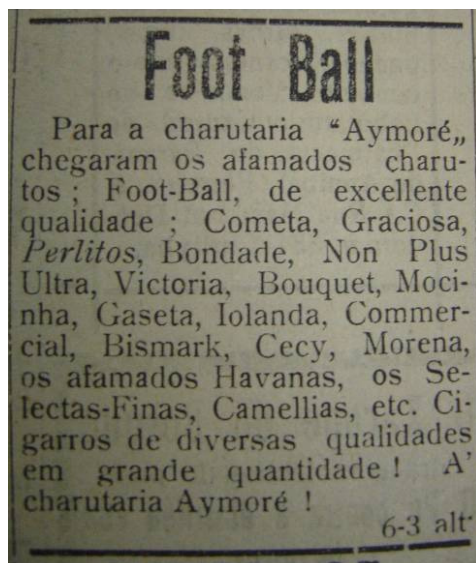 Foot Ball
Para a charutaria “Aymoré„
chegaram os afamados charu-
tos ; Foot-Ball, de excellente
qualidade ; Cometa, Graciosa,
Perlitos, Bondade, Non Plus
Ultra, Victoria, Bouquet, Moci-
nha, Gaseta, Iolanda, Commer-
cial, Bismark, Cecy, Morena,
os afamados Havanas, os Se-
lectas-Finas, Camellias, etc. Ci-
garros de diversas qualidades
em grande quantidade ! A'
charutaria Aymoré !
6-3 alt·